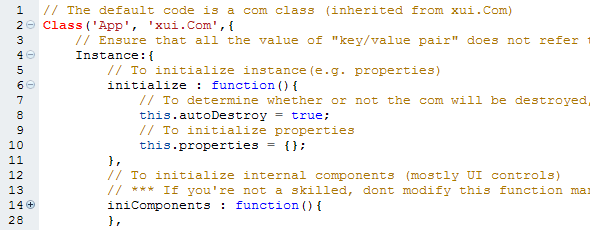 1 // The default code is a com class (inherited from xui.Com)
2 Class('App', 'xui.Com',{
3 // Ensure that all the value of "key/value pair" does not refer
4 Instance:{
5 // To initialize instance(e.g. properties)
6 initialize : function(){
7 // To determine whether or not the com will be destroyed,
8 this.autoDestroy = true;
9 // To initialize properties
10 this.properties = {};
11 },
12 // To initialize internal components (mostly UI controls)
13 // *** If you're not a skilled, dont modify this function
14 iniComponents : function(){
28 },